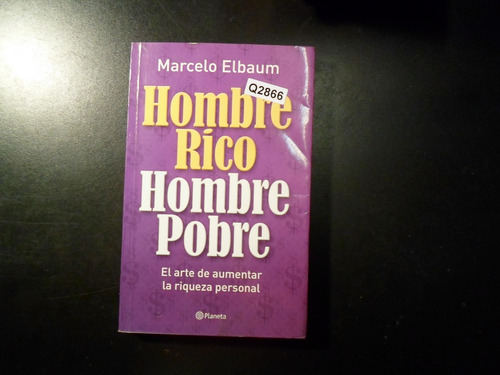 Marcelo Elbaum
Q2866
Hombre
Rico
Hombre
Pobre
El arte de aumentar
la riqueza personal
Planeta